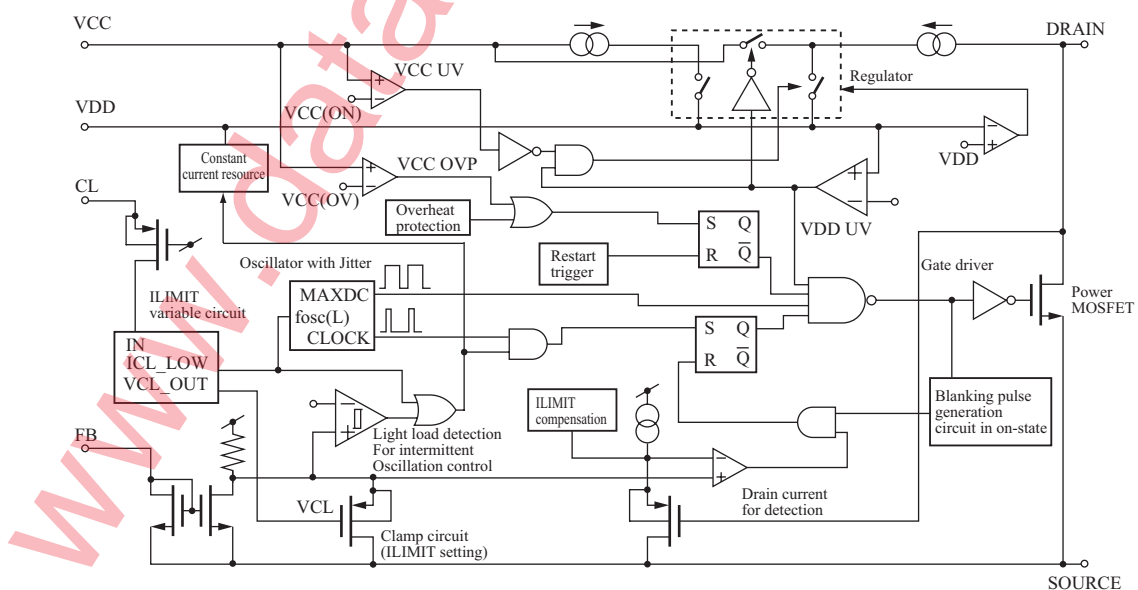 VCC
DRAIN
VCC UV
Regulator
VCC(ON)
VDD
VDD
Constant
current resource
VCC OVP
CL
VCC(OV)
Overheat
protection
S Q
R Q
VDD UV
Restart
trigger
Oscillator with Jitter
Gate driver
ILIMIT
variable circuit
MAXDC
fosc(L)
CLOCK
Power
MOSFET
S Q
R Q
IN
ICL_LOW
VCL_OUT
ILIMIT
compensation
Blanking pulse
generation
circuit in on-state
FB
Light load detection
For intermittent
Oscillation control
VCL
Drain current
for detection
Clamp circuit
(ILIMIT setting)
SOURCE
www.data